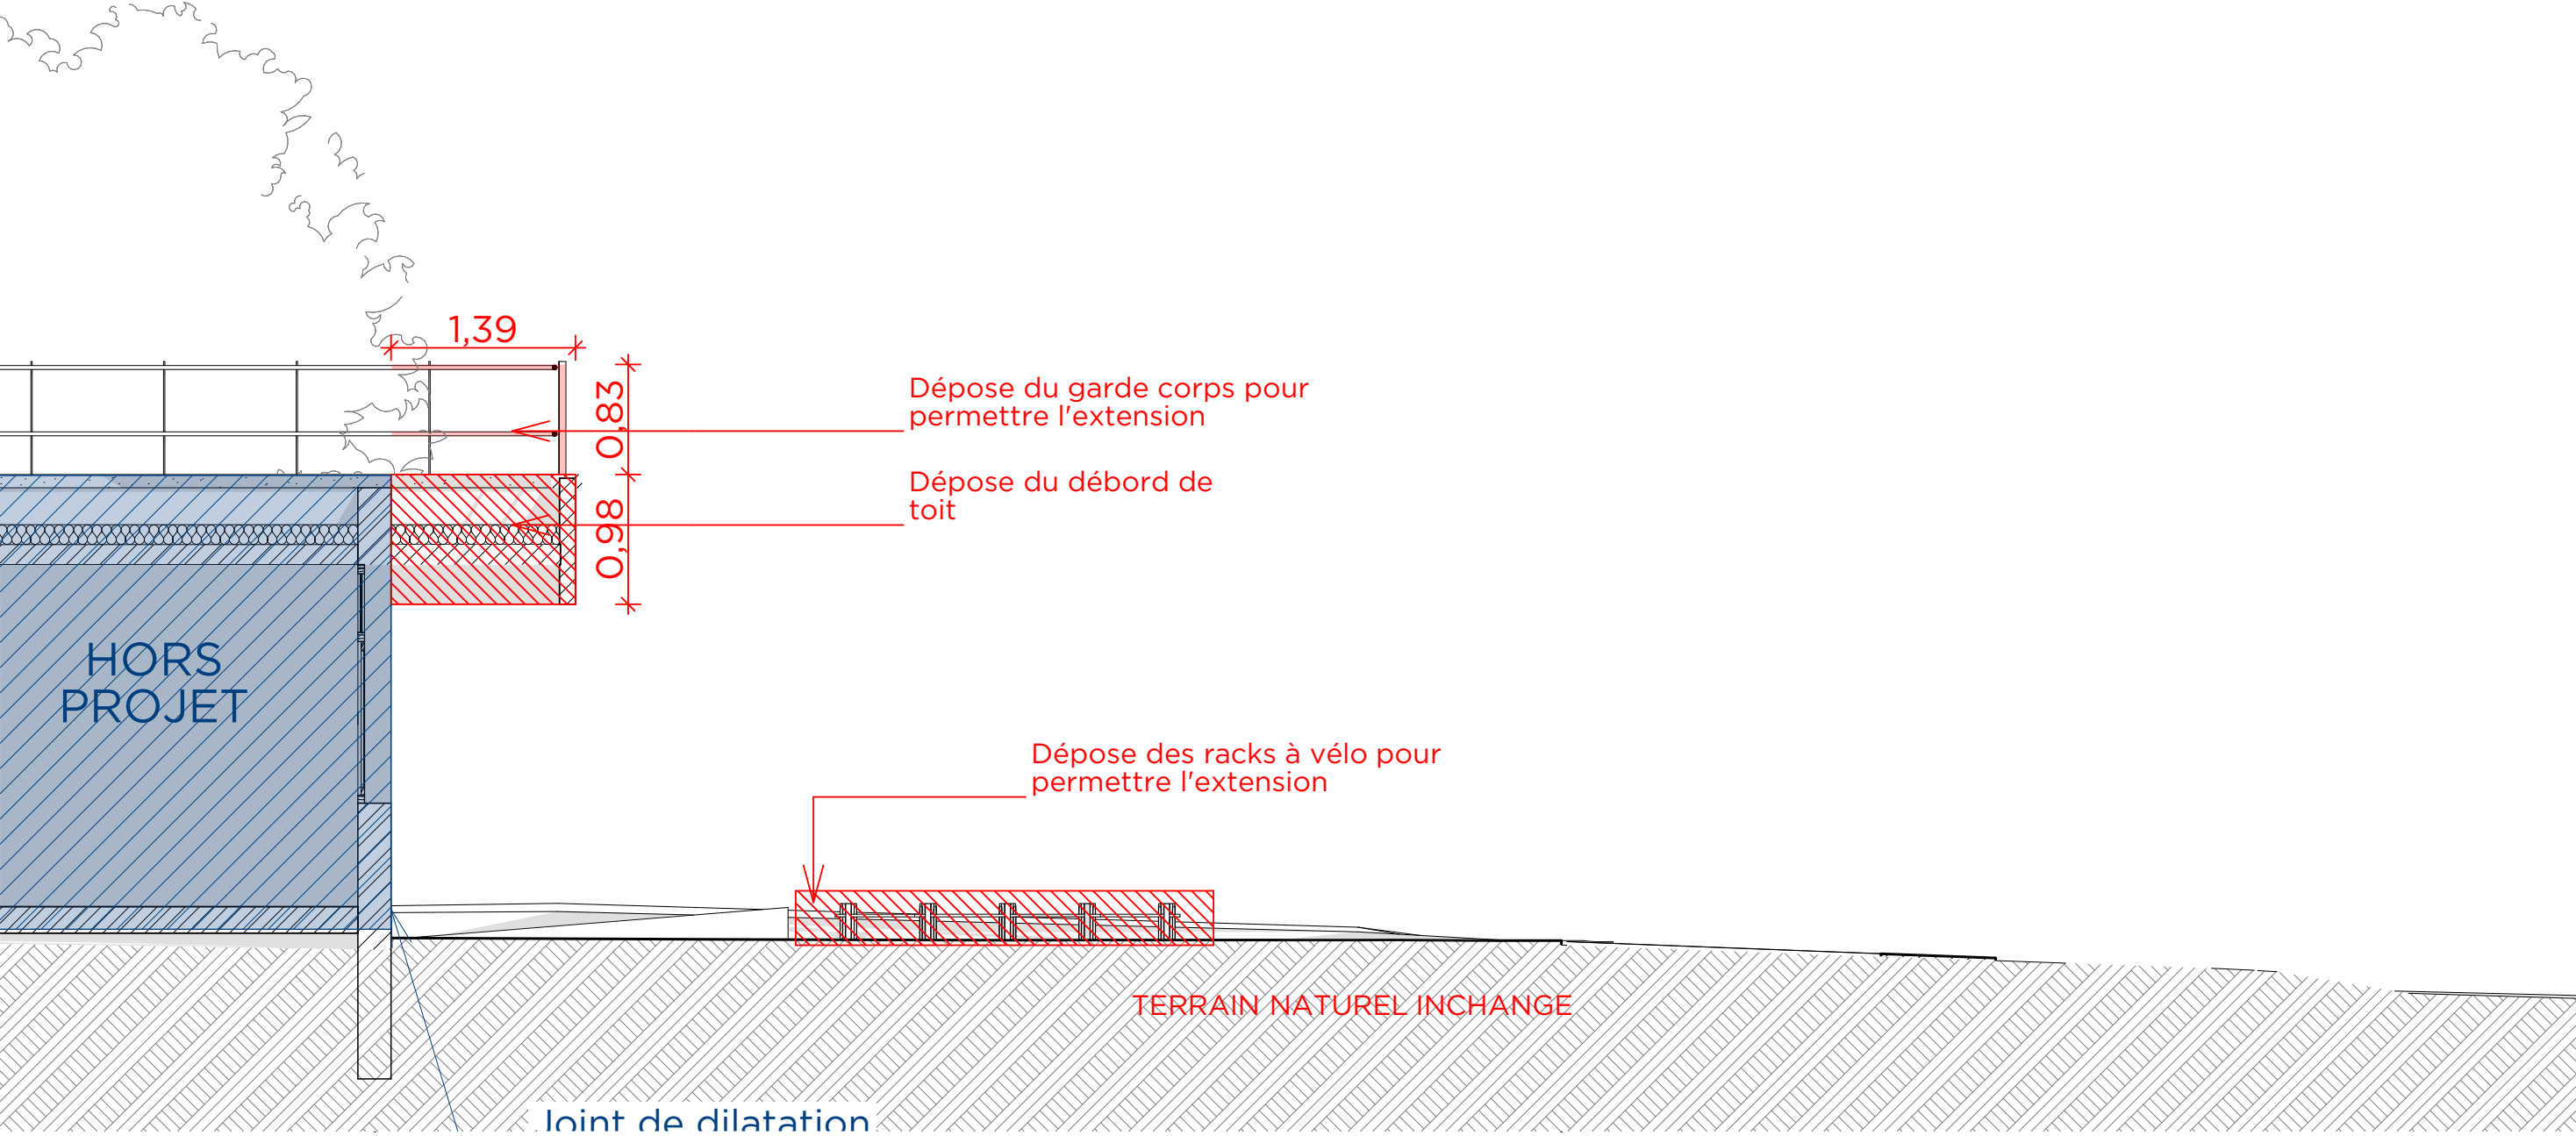 1,39
0,83
Dépose du garde corps pour
permettre l'extension
0,98
Dépose du débord de
toit
HORS
PROJET
Dépose des racks à vélo pour
permettre l'extension
TERRAIN NATUREL INCHANGE
Joint de dilatation